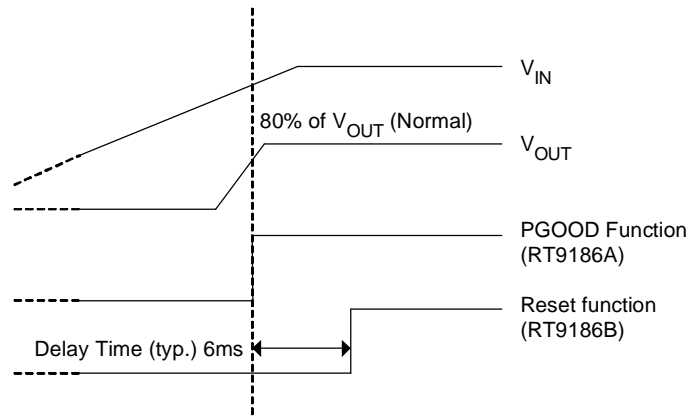 V_IN
80% of V_OUT (Normal)
V_OUT
PGOOD Function
(RT9186A)
Reset function
(RT9186B)
Delay Time (typ.) 6ms